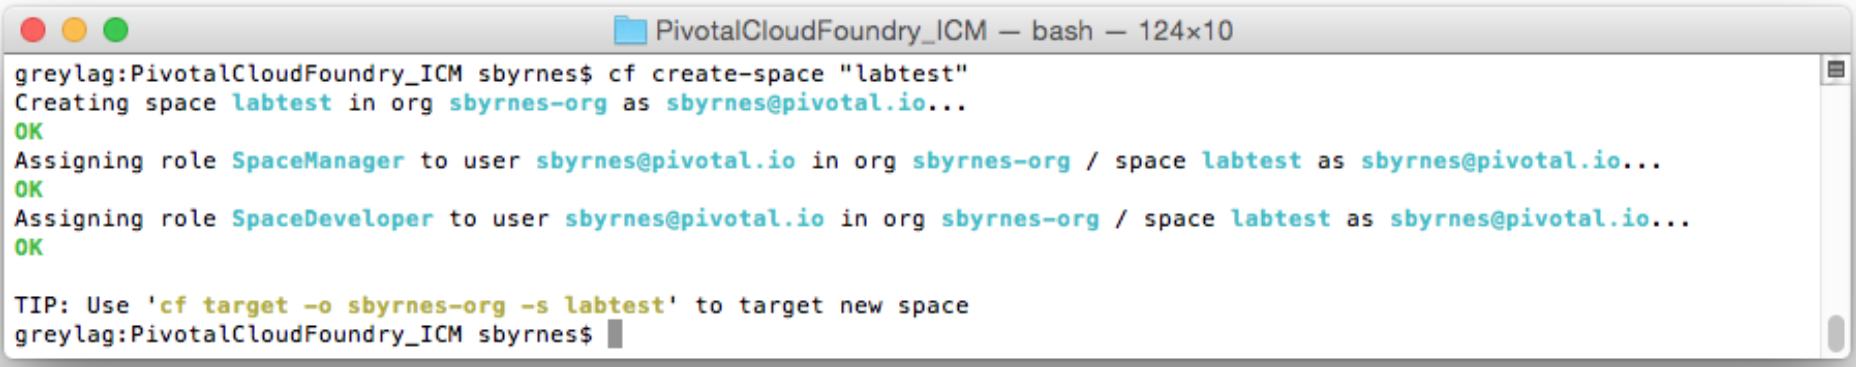 PivotalCloudFoundry_ICM — bash — 124×10
greylag:PivotalCloudFoundry_ICM sbyrnes$ cf create-space "labtest"
Creating space labtest in org sbyrnes-org as sbyrnes@pivotal.io...
OK
Assigning role SpaceManager to user sbyrnes@pivotal.io in org sbyrnes-org / space labtest as sbyrnes@pivotal.io...
OK
Assigning role SpaceDeveloper to user sbyrnes@pivotal.io in org sbyrnes-org / space labtest as sbyrnes@pivotal.io...
OK
TIP: Use 'cf target -o sbyrnes-org -s labtest' to target new space
greylag:PivotalCloudFoundry_ICM sbyrnes$